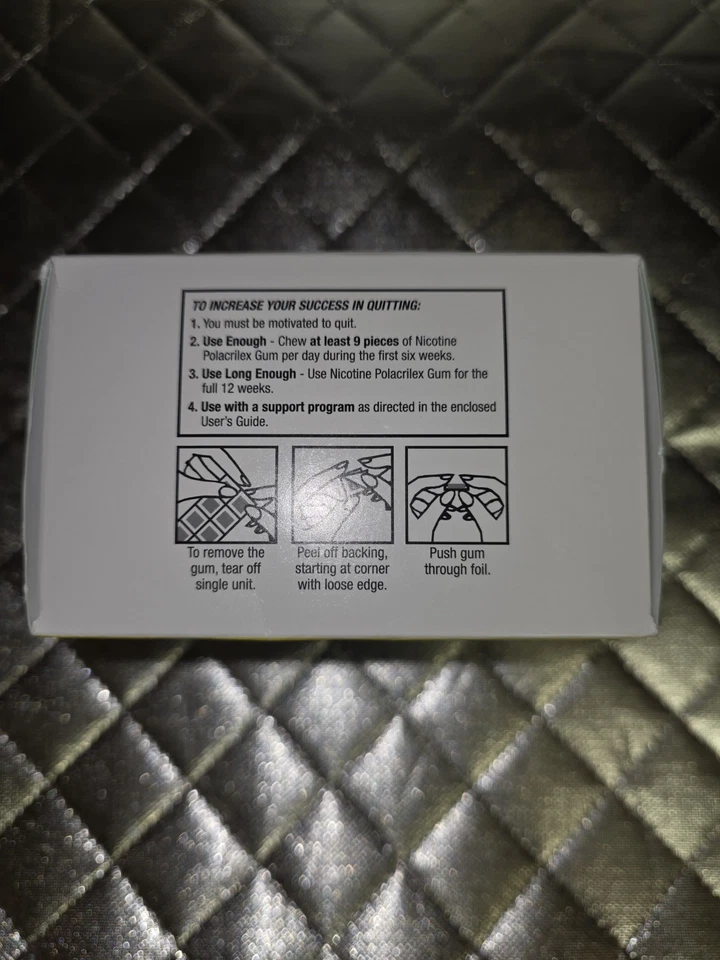 TO INCREASE YOUR SUCCESS IN QUITTING:
1. You must be motivated to quit.
2. Use Enough - Chew at least 9 pieces of Nicotine
Polacrilex Gum per day during the first six weeks.
3. Use Long Enough - Use Nicotine Polacrilex Gum for the
full 12 weeks.
4. Use with a support program as directed in the enclosed
User's Guide.
To remove the
gum, tear off
single unit.
Peel off backing,
starting at corner
with loose edge.
Push gum
through foil.